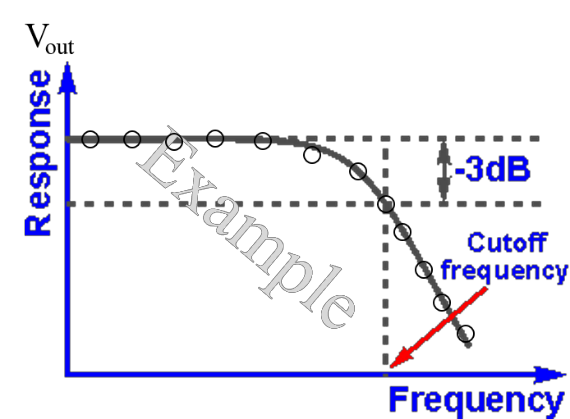 Vout
Response
Example
-3dB
Cutoff
frequency
Frequency